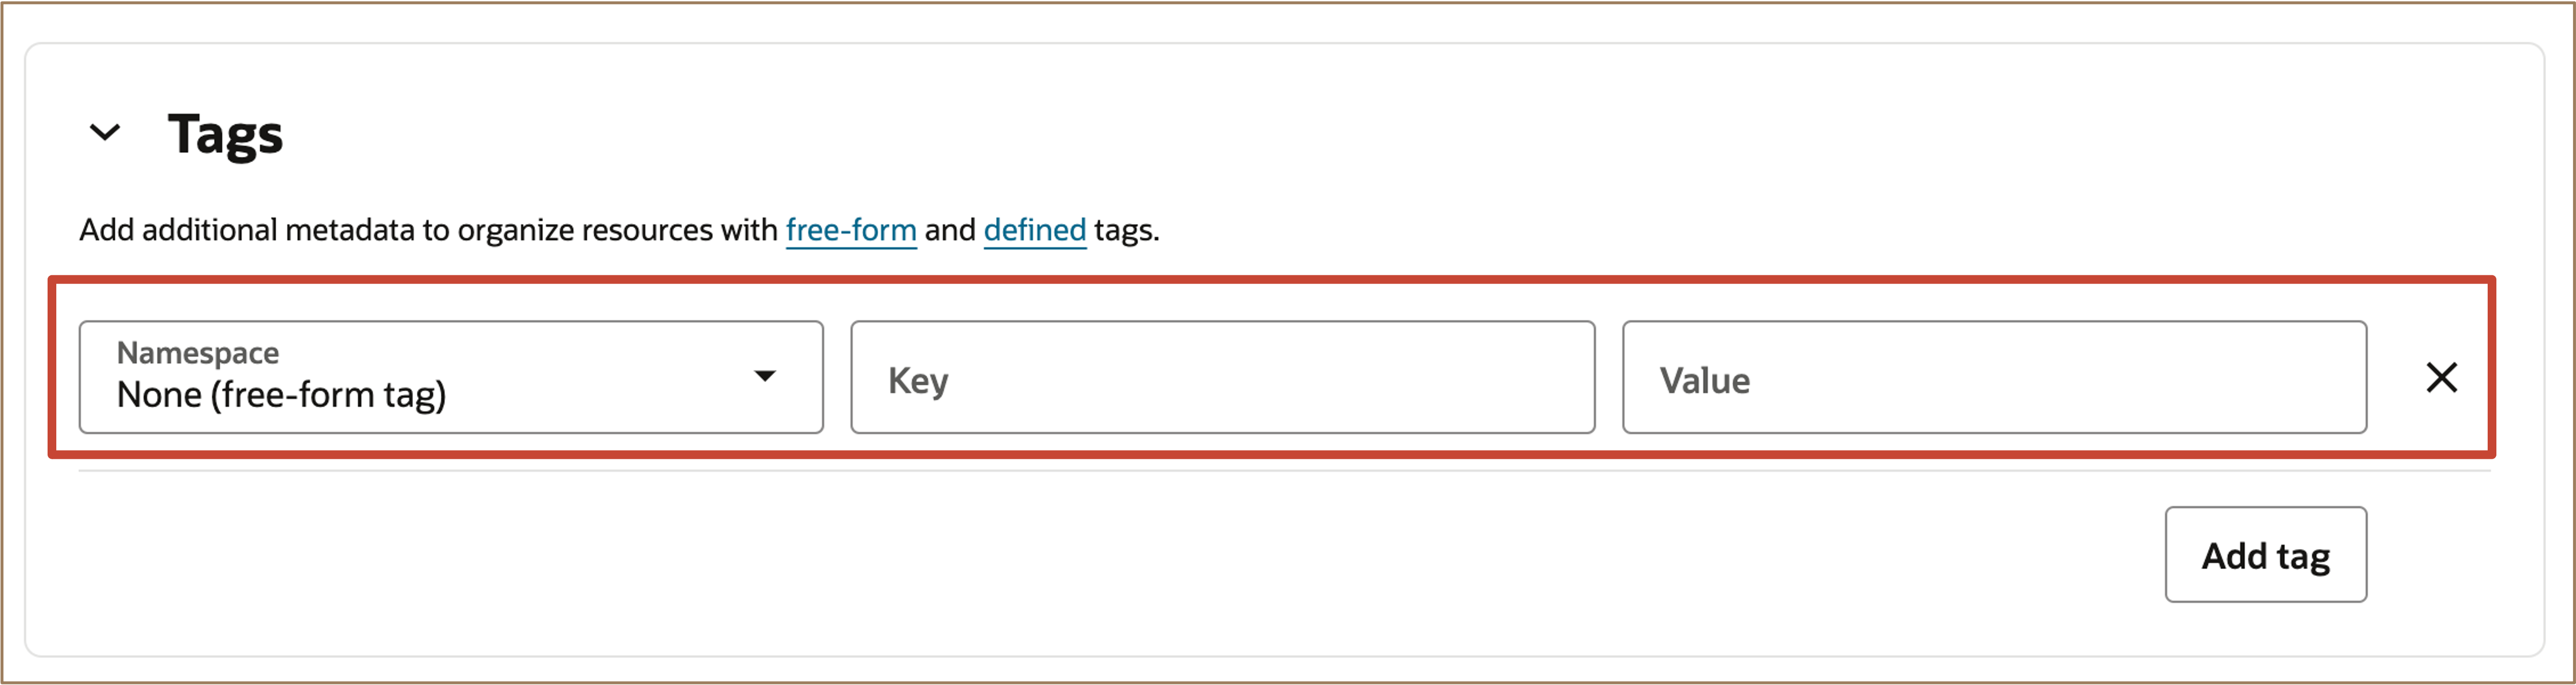 Tags
Add additional metadata to organize resources with free-form and defined tags.
Namespace
None (free-form tag)
Key
Value
Add tag